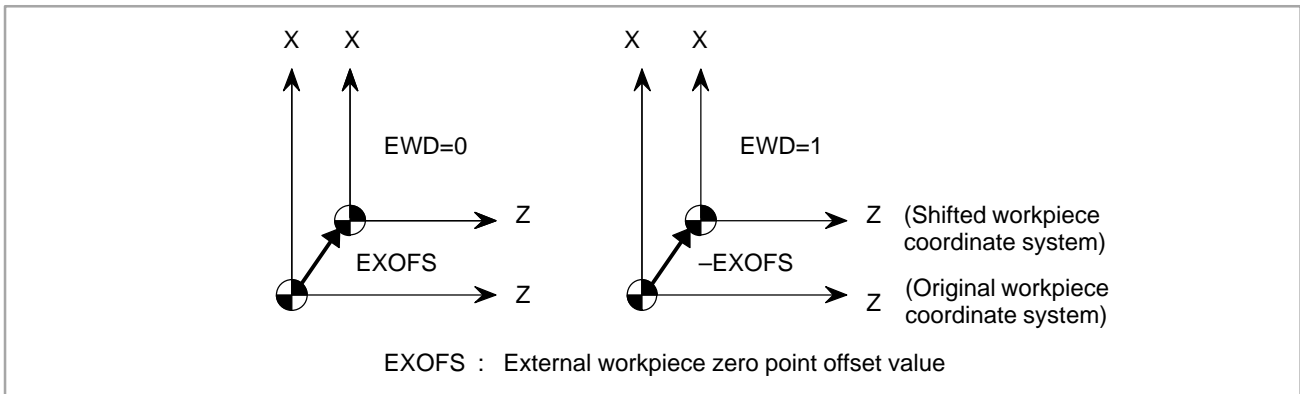 X X
X X
EWD=0
EWD=1
Z
Z (Shifted workpiece
coordinate system)
EXOFS
–EXOFS
Z
Z (Original workpiece
coordinate system)
EXOFS : External workpiece zero point offset value